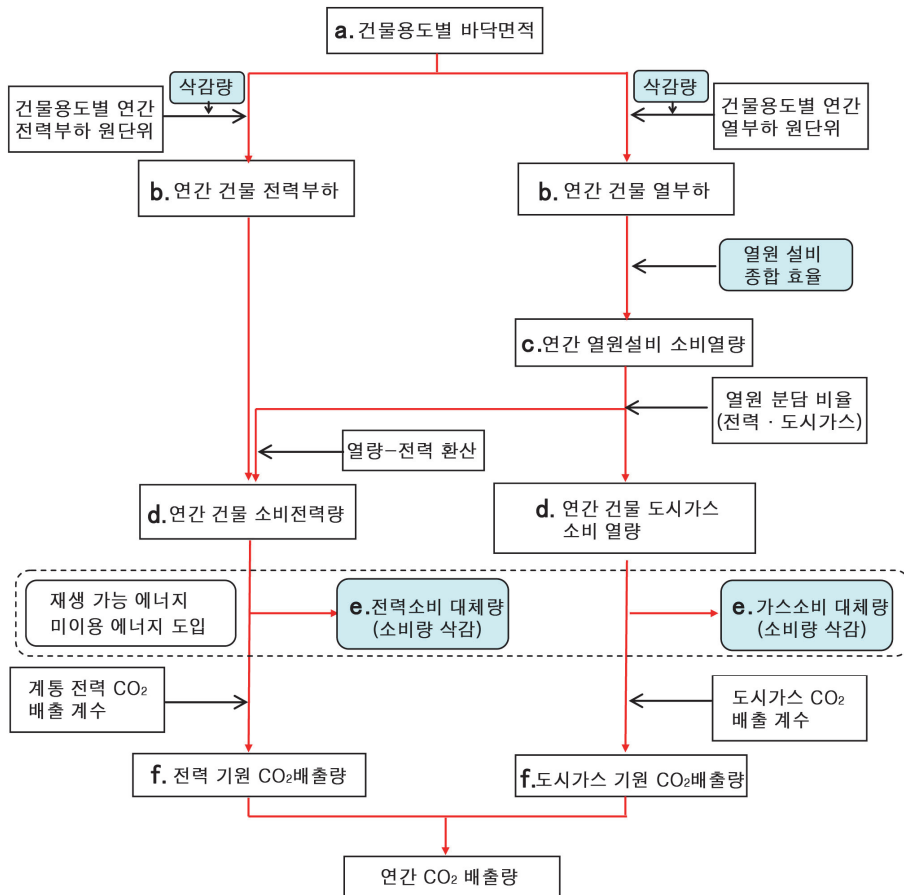 a.건물용도별 바닥면적
삭감량
삭감량
건물용도별 연간
전력부하 원단위
건물용도별 연간
열부하 원단위
b.연간 건물 전력부하
b. 연간 건물 열부하
열원 설비
종합 효율
c.연간 열원설비 소비열량
열원 분담 비율
(전력 · 도시가스)
열량-전력 환산
d.연간 건물 소비전력량
d. 연간 건물 도시가스
소비 열량
재생 가능 에너지
미이용 에너지 도입
e.전력소비 대체량
(소비량 삭감)
e.가스소비 대체량
(소비량 삭감)
계통 전력 CO₂
배출 계수
도시가스 CO₂
배출 계수
f. 전력 기원 CO₂배출량
f.도시가스 기원 CO₂배출량
연간 CO₂ 배출량